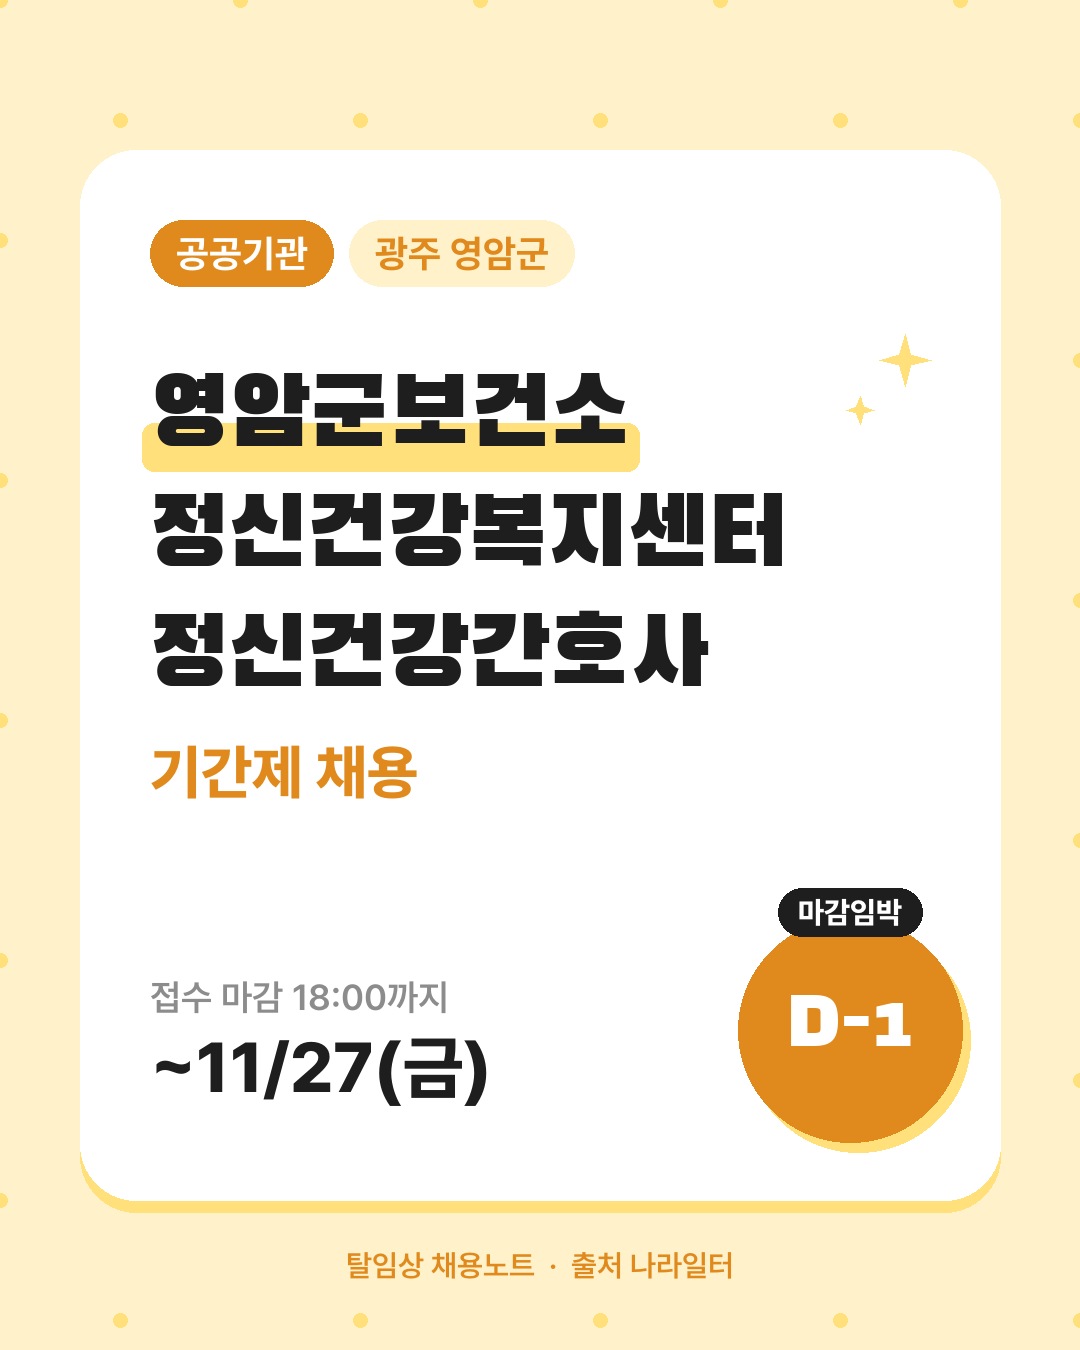 공공기관 광주 영암군
영암군보건소
정신건강복지센터
정신건강간호사
기간제 채용
마감임박
D-1
접수 마감 18:00까지
~11/27(금)
탈임상 채용노트 · 출처 나라일터